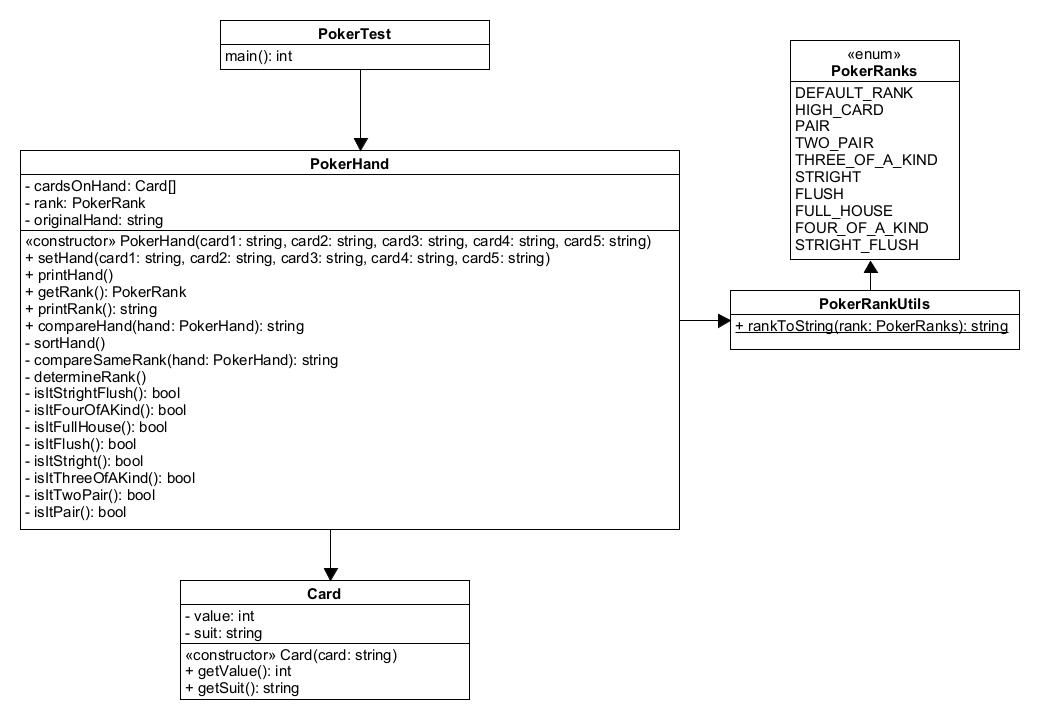 PokerTest
main(): int
«enum»
PokerRanks
DEFAULT_RANK
HIGH_CARD
PAIR
TWO_PAIR
THREE_OF_A_KIND
STRIGHT
FLUSH
FULL_HOUSE
FOUR_OF_A_KIND
STRIGHT_FLUSH
PokerHand
- cardsOnHand: Card[]
- rank: PokerRank
- originalHand: string
«constructor» PokerHand(card1: string, card2: string, card3: string, card4: string, card5: string)
+ setHand(card1: string, card2: string, card3: string, card4: string, card5: string)
+ printHand()
+ getRank(): PokerRank
+ printRank(): string
+ compareHand(hand: PokerHand): string
- sortHand()
- compareSameRank(hand: PokerHand): string
- determineRank()
- isItStrightFlush(): bool
- isItFourOfAKind(): bool
- isItFullHouse(): bool
- isItFlush(): bool
- isItStright(): bool
- isItThreeOfAKind(): bool
- isItTwoPair(): bool
- isItPair(): bool
PokerRankUtils
+ rankToString(rank: PokerRanks): string
Card
- value: int
- suit: string
«constructor» Card(card: string)
+ getValue(): int
+ getSuit(): string